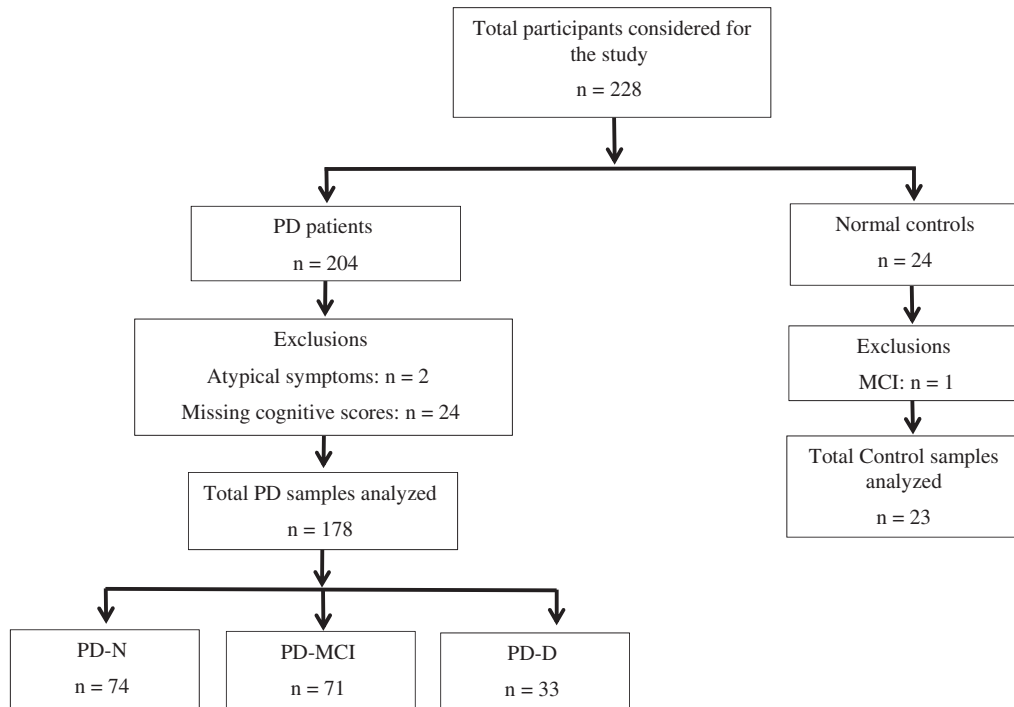 Total participants considered for
the study
n = 228
PD patients
n = 204
Normal controls
n = 24
Exclusions
Atypical symptoms: n = 2
Missing cognitive scores: n = 24
Exclusions
MCI: n = 1
Total PD samples analyzed
n = 178
Total Control samples
analyzed
n = 23
PD-N
n = 74
PD-MCI
n = 71
PD-D
n = 33